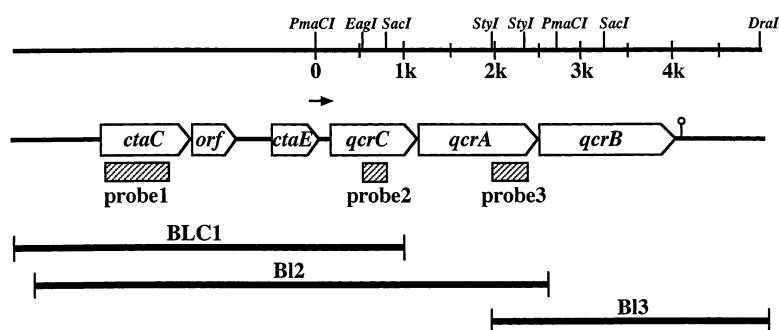 PmaCI EagI SacI StyI StyI PmaCI SacI DraI
0 1k 2k 3k 4k
ctaC orf ctaE qcrC qcrA qcrB
probe1 probe2 probe3
BLC1
Bl2
Bl3